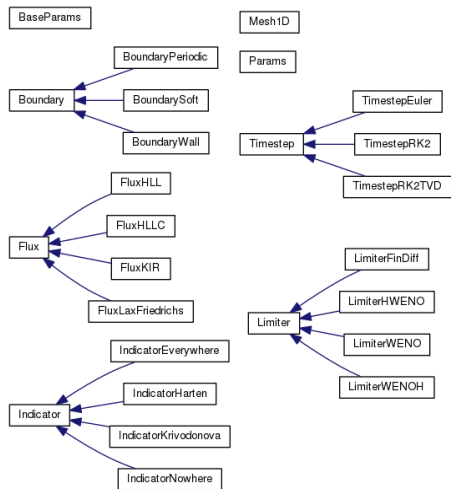 BaseParams
BoundaryPeriodic
Boundary
BoundarySoft
BoundaryWall
FluxHLL
FluxHLLC
Flux
FluxKIR
FluxLaxFriedrichs
IndicatorEverywhere
IndicatorHarten
Indicator
IndicatorKrivodonova
IndicatorNowhere
Mesh1D
Params
TimestepEuler
Timestep
TimestepRK2
TimestepRK2TVD
LimiterFinDiff
LimiterHWENO
Limiter
LimiterWENO
LimiterWENOH